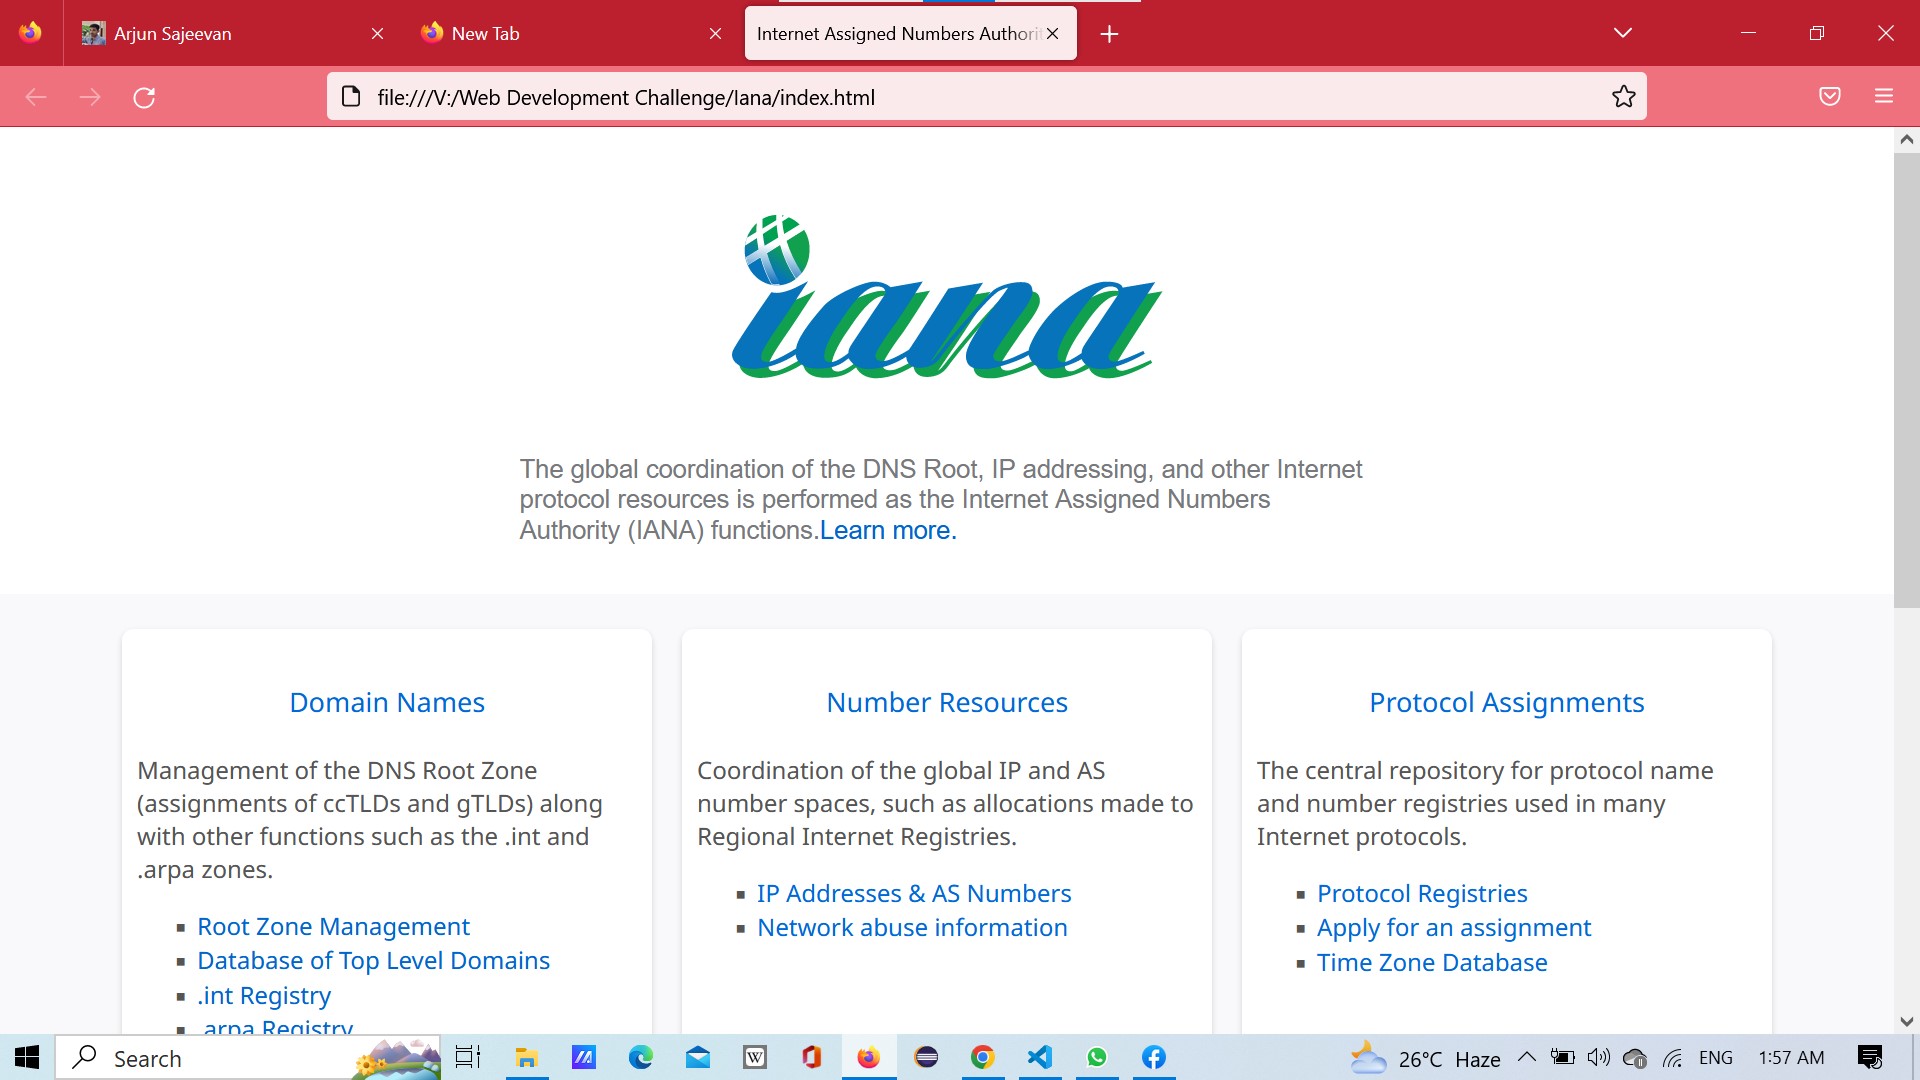 Arjun Sajeevan
New Tab
Internet Assigned Numbers Authori
file:///V:/Web Development Challenge/Iana/index.html
iana
The global coordination of the DNS Root, IP addressing, and other Internet
protocol resources is performed as the Internet Assigned Numbers
Authority (IANA) functions.Learn more.
Domain Names
Management of the DNS Root Zone
(assignments of ccTLDs and gTLDs) along
with other functions such as the .int and
.arpa zones.
Root Zone Management
Database of Top Level Domains
.int Registry
.arpa Registry
Number Resources
Coordination of the global IP and AS
number spaces, such as allocations made to
Regional Internet Registries.
IP Addresses & AS Numbers
Network abuse information
Protocol Assignments
The central repository for protocol name
and number registries used in many
Internet protocols.
Protocol Registries
Apply for an assignment
Time Zone Database
Search
W
26°C Haze
ENG
1:57 AM